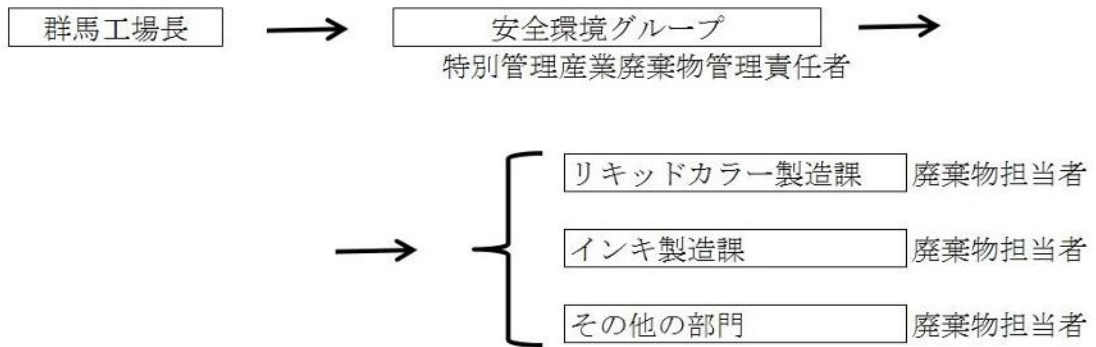 群馬工場長
安全環境グループ
特別管理産業廃棄物管理責任者
リキッドカラー製造課 廃棄物担当者
インキ製造課 廃棄物担当者
その他の部門 廃棄物担当者